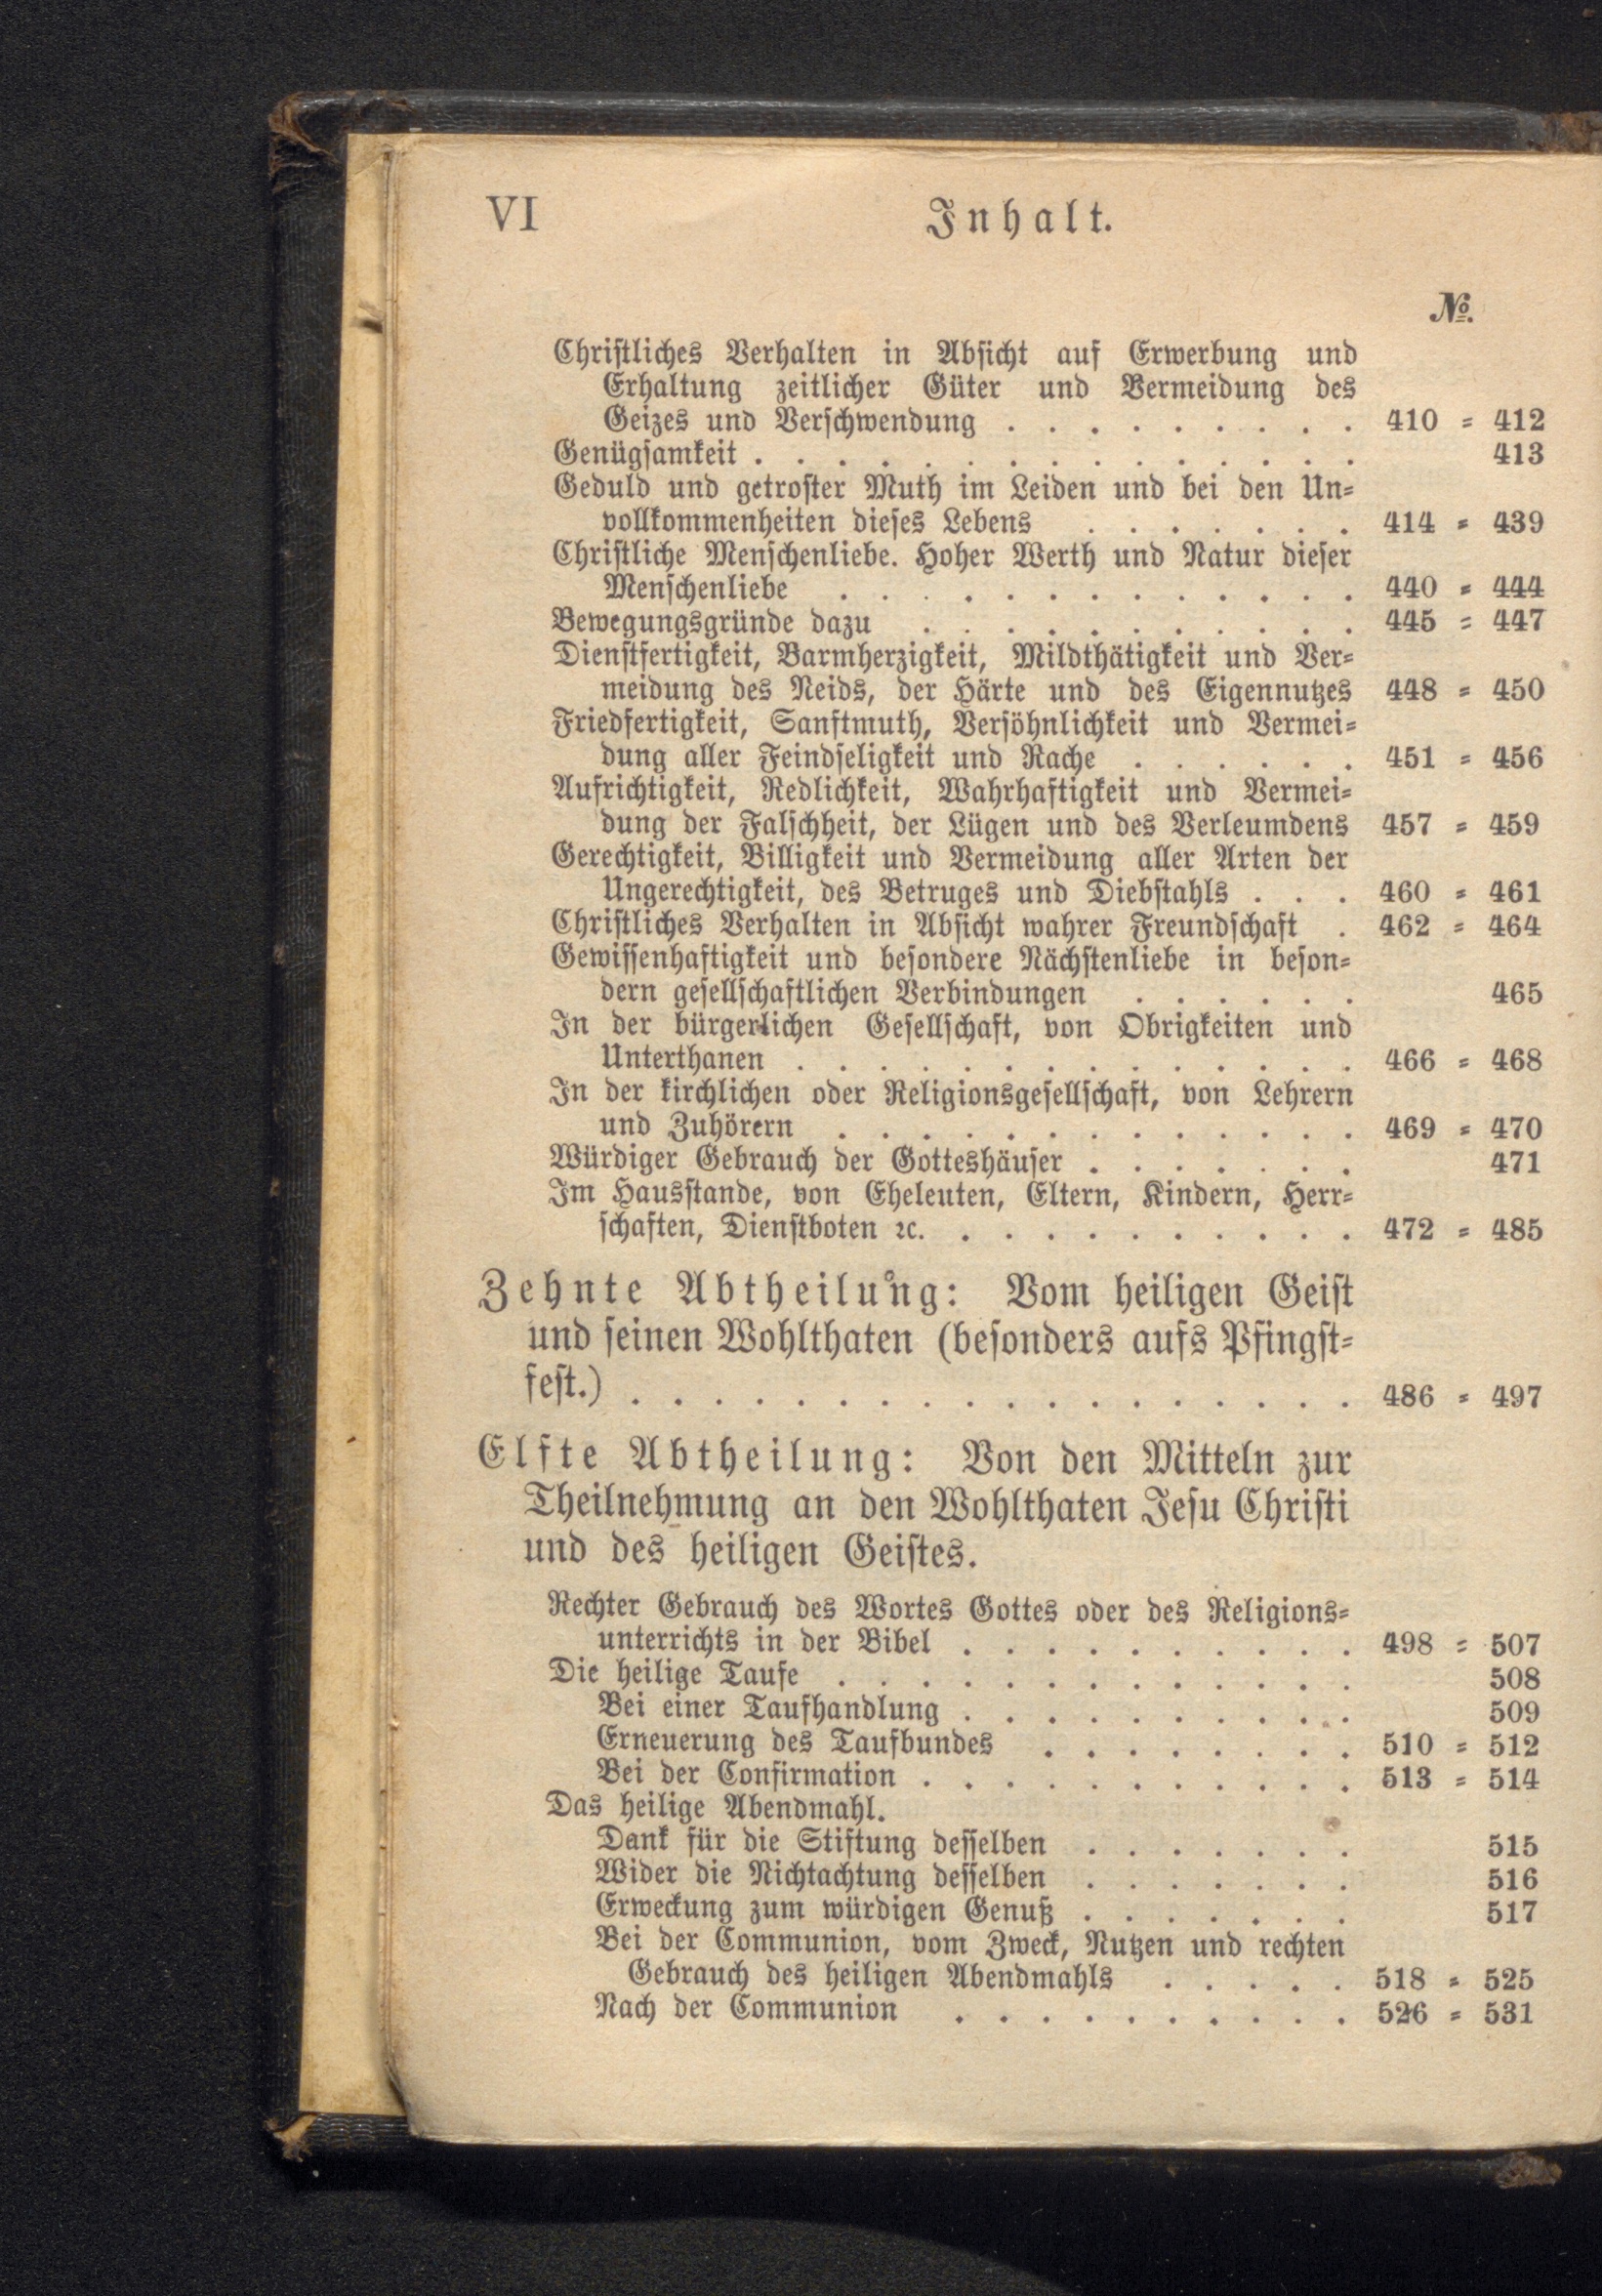 VI
Inhalt.
№.
Christliches Verhalten in Absicht auf Erwerbung und
Erhaltung zeitlicher Güter und Vermeidung des
Geizes und Verschwendung . . . . . . . . . 410 = 412
Genügsamkeit . . . . . . . . . . . . . . . 413
Geduld und getroster Muth im Leiden und bei den Un=
vollkommenheiten dieses Lebens . . . . . . . 414 = 439
Christliche Menschenliebe. Hoher Werth und Natur dieser
Menschenliebe . . . . . . . . . . . . . 440 = 444
Bewegungsgründe dazu . . . . . . . . . . . 445 = 447
Dienstfertigkeit, Barmherzigkeit, Mildthätigkeit und Ver=
meidung des Neids, der Härte und des Eigennutzes 448 = 450
Friedfertigkeit, Sanftmuth, Versöhnlichkeit und Vermei=
dung aller Feindseligkeit und Rache . . . . . . 451 = 456
Aufrichtigkeit, Redlichkeit, Wahrhaftigkeit und Vermei=
dung der Falschheit, der Lügen und des Verleumdens 457 = 459
Gerechtigkeit, Billigkeit und Vermeidung aller Arten der
Ungerechtigkeit, des Betruges und Diebstahls . . . 460 = 461
Christliches Verhalten in Absicht wahrer Freundschaft . 462 = 464
Gewissenhaftigkeit und besondere Nächstenliebe in beson=
dern gesellschaftlichen Verbindungen . . . . . . 465
In der bürgerlichen Gesellschaft, von Obrigkeiten und
Unterthanen . . . . . . . . . . . . . . 466 = 468
In der kirchlichen oder Religionsgesellschaft, von Lehrern
und Zuhörern . . . . . . . . . . . . . 469 = 470
Würdiger Gebrauch der Gotteshäuser . . . . . . . 471
Im Hausstande, von Eheleuten, Eltern, Kindern, Herr=
schaften, Dienstboten ꝛc. . . . . . . . . . . 472 = 485
Zehnte Abtheilung: Vom heiligen Geist
und seinen Wohlthaten (besonders aufs Pfingst=
fest.) . . . . . . . . . . . . . . . . . . 486 = 497
Elfte Abtheilung: Von den Mitteln zur
Theilnehmung an den Wohlthaten Jesu Christi
und des heiligen Geistes.
Rechter Gebrauch des Wortes Gottes oder des Religions=
unterrichts in der Bibel . . . . . . . . . . 498 = 507
Die heilige Taufe . . . . . . . . . . . . . 508
Bei einer Taufhandlung . . . . . . . . . . 509
Erneuerung des Taufbundes . . . . . . . . 510 = 512
Bei der Confirmation . . . . . . . . . . . 513 = 514
Das heilige Abendmahl.
Dank für die Stiftung desselben . . . . . . . 515
Wider die Nichtachtung desselben . . . . . . . 516
Erweckung zum würdigen Genuß . . . . . . . 517
Bei der Communion, vom Zweck, Nutzen und rechten
Gebrauch des heiligen Abendmahls . . . . . 518 = 525
Nach der Communion . . . . . . . . . . 526 = 531